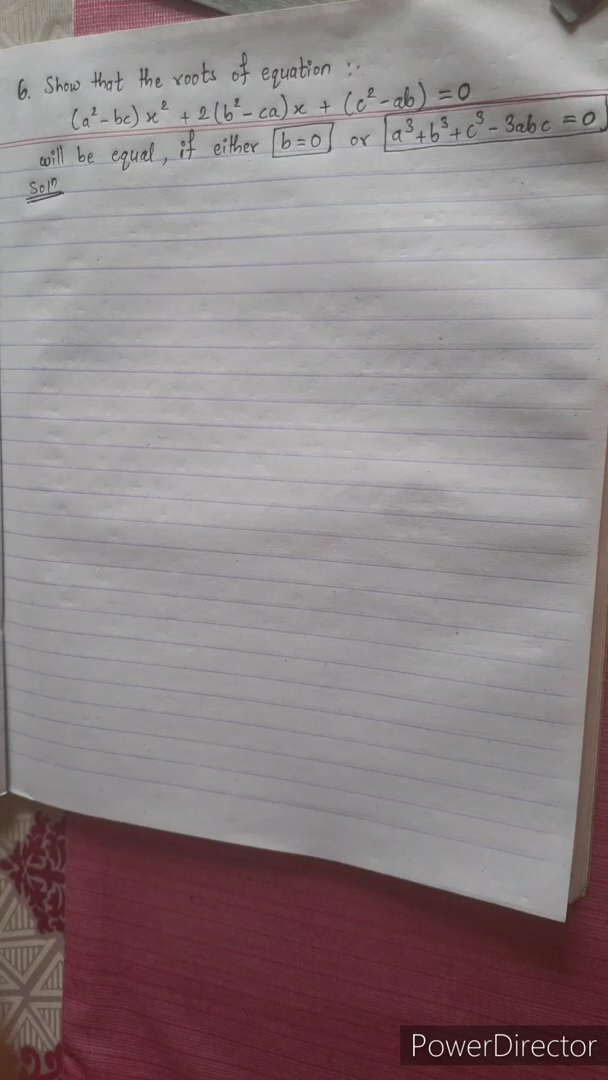 6. Show that the roots of equation :-
(a²-bc) x² + 2(b²-ca)x + (c²-ab) = 0
will be equal, if either b=0 or a³+b³+c³-3abc = 0
Solⁿ
PowerDirector